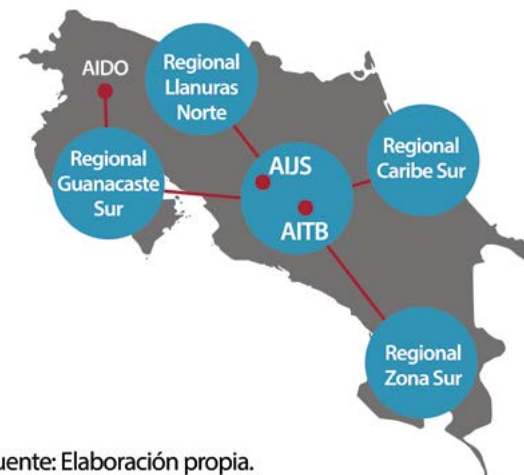 AIDO
Regional
Llanuras
Norte
Regional
Guanacaste
Sur
AIJS
AITB
Regional
Caribe Sur
Regional
Zona Sur
uente: Elaboración propia.